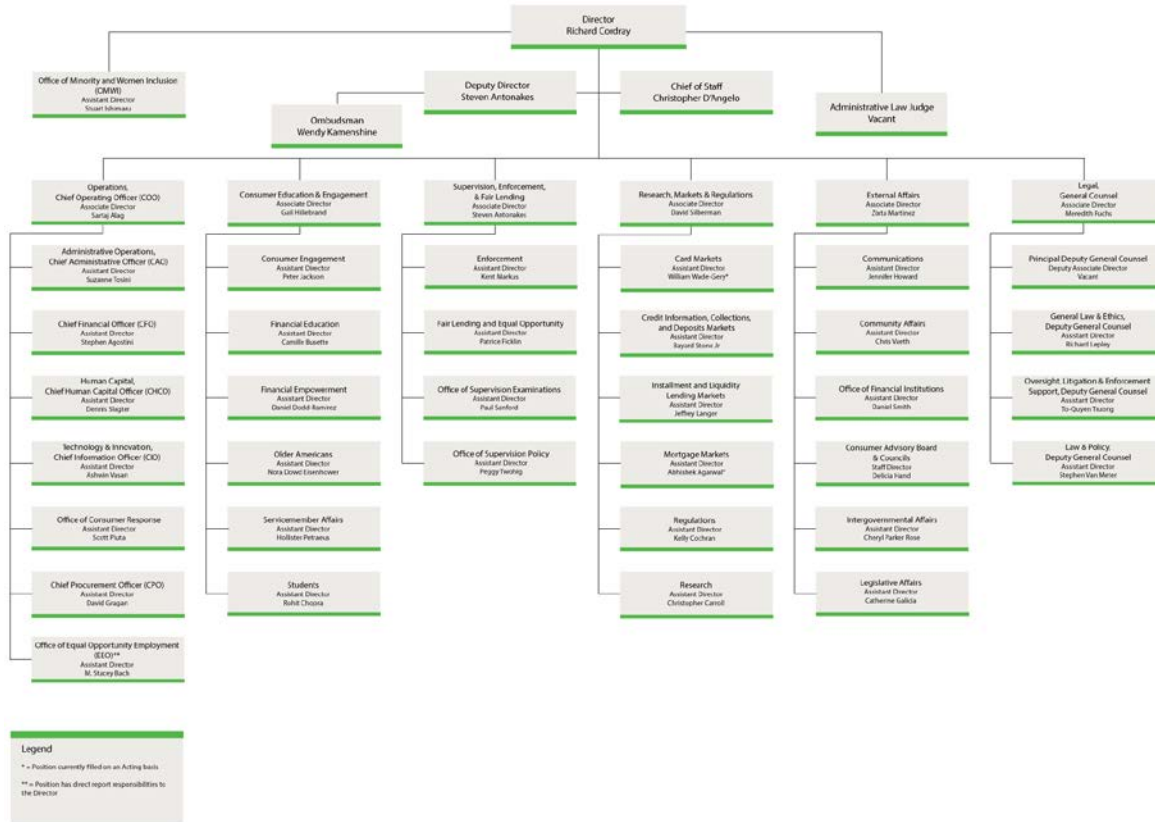 Director
Richard Cordray
Office of Minority and Women Inclusion
(OMWI)
Assistant Director
Stuart Ishimaru
Deputy Director
Steven Antonakes
Chief of Staff
Christopher D'Angelo
Ombudsman
Wendy Kamenshine
Administrative Law Judge
Vacant
Operations,
Chief Operating Officer (COO)
Associate Director
Sartaj Alag
Administrative Operations,
Chief Administrative Officer (CAO)
Assistant Director
Suzanne Tosini
Chief Financial Officer (CFO)
Assistant Director
Stephen Agostini
Human Capital,
Chief Human Capital Officer (CHCO)
Assistant Director
Dennis Slagter
Technology & Innovation,
Chief Information Officer (CIO)
Assistant Director
Ashwin Vasan
Office of Consumer Response
Assistant Director
Scott Pluta
Chief Procurement Officer (CPO)
Assistant Director
David Gragan
Office of Equal Opportunity Employment
(EEO)**
Assistant Director
M. Stacey Bach
Consumer Education & Engagement
Associate Director
Gail Hillebrand
Consumer Engagement
Assistant Director
Peter Jackson
Financial Education
Assistant Director
Camille Busette
Financial Empowerment
Assistant Director
Daniel Dodd-Ramirez
Older Americans
Assistant Director
Nora Dowd Eisenhower
Servicemember Affairs
Assistant Director
Hollister Petraeus
Students
Assistant Director
Rohit Chopra
Supervision, Enforcement,
& Fair Lending
Associate Director
Steven Antonakes
Enforcement
Assistant Director
Kent Markus
Fair Lending and Equal Opportunity
Assistant Director
Patrice Ficklin
Office of Supervision Examinations
Assistant Director
Paul Sanford
Office of Supervision Policy
Assistant Director
Peggy Twohig
Research, Markets & Regulations
Associate Director
David Silberman
Card Markets
Assistant Director
William Wade-Gery*
Credit Information, Collections,
and Deposits Markets
Assistant Director
Jr
Installment and Liquidity
Lending Markets
Assistant Director
Jeffrey Langer
Mortgage Markets
Assistant Director
Abhishek Agarwal*
Regulations
Assistant Director
Kelly Cochran
Research
Assistant Director
Christopher Carroll
External Affairs
Associate Director
Zixta Martinez
Communications
Assistant Director
Jennifer Howard
Community Affairs
Assistant Director
Chris Vaeth
Office of Financial Institutions
Assistant Director
Daniel Smith
Consumer Advisory Board
& Councils
Staff Director
Delicia Hand
Intergovernmental Affairs
Assistant Director
Cheryl Parker Rose
Legislative Affairs
Assistant Director
Catherine Galicia
Legal,
General Counsel
Associate Director
Meredith Fuchs
Principal Deputy General Counsel
Deputy Associate Director
Vacant
General Law & Ethics,
Deputy General Counsel
Assistant Director
Richard Lepley
Oversight, Litigation & Enforcement
Support, Deputy General Counsel
Assistant Director
To-Quyen Truong
Law & Policy,
Deputy General Counsel
Assistant Director
Stephen Van Meter
Legend
* = Position currently filled on an Acting basis
** = Position has direct report responsibilities to
the Director